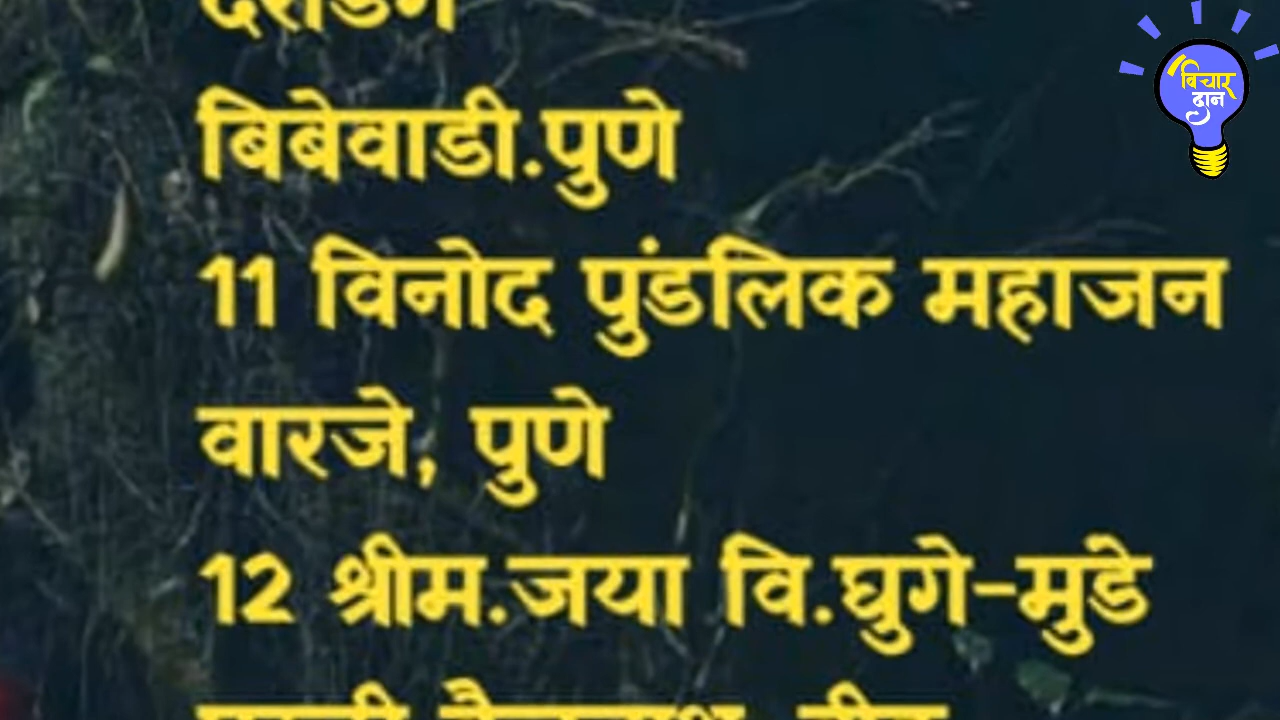 बिबेवाडी.पुणे
11 विनोद पुंडलिक महाजन
वारजे, पुणे
12 श्रीम.जया वि.घुगे-मुडे
विचार
दान